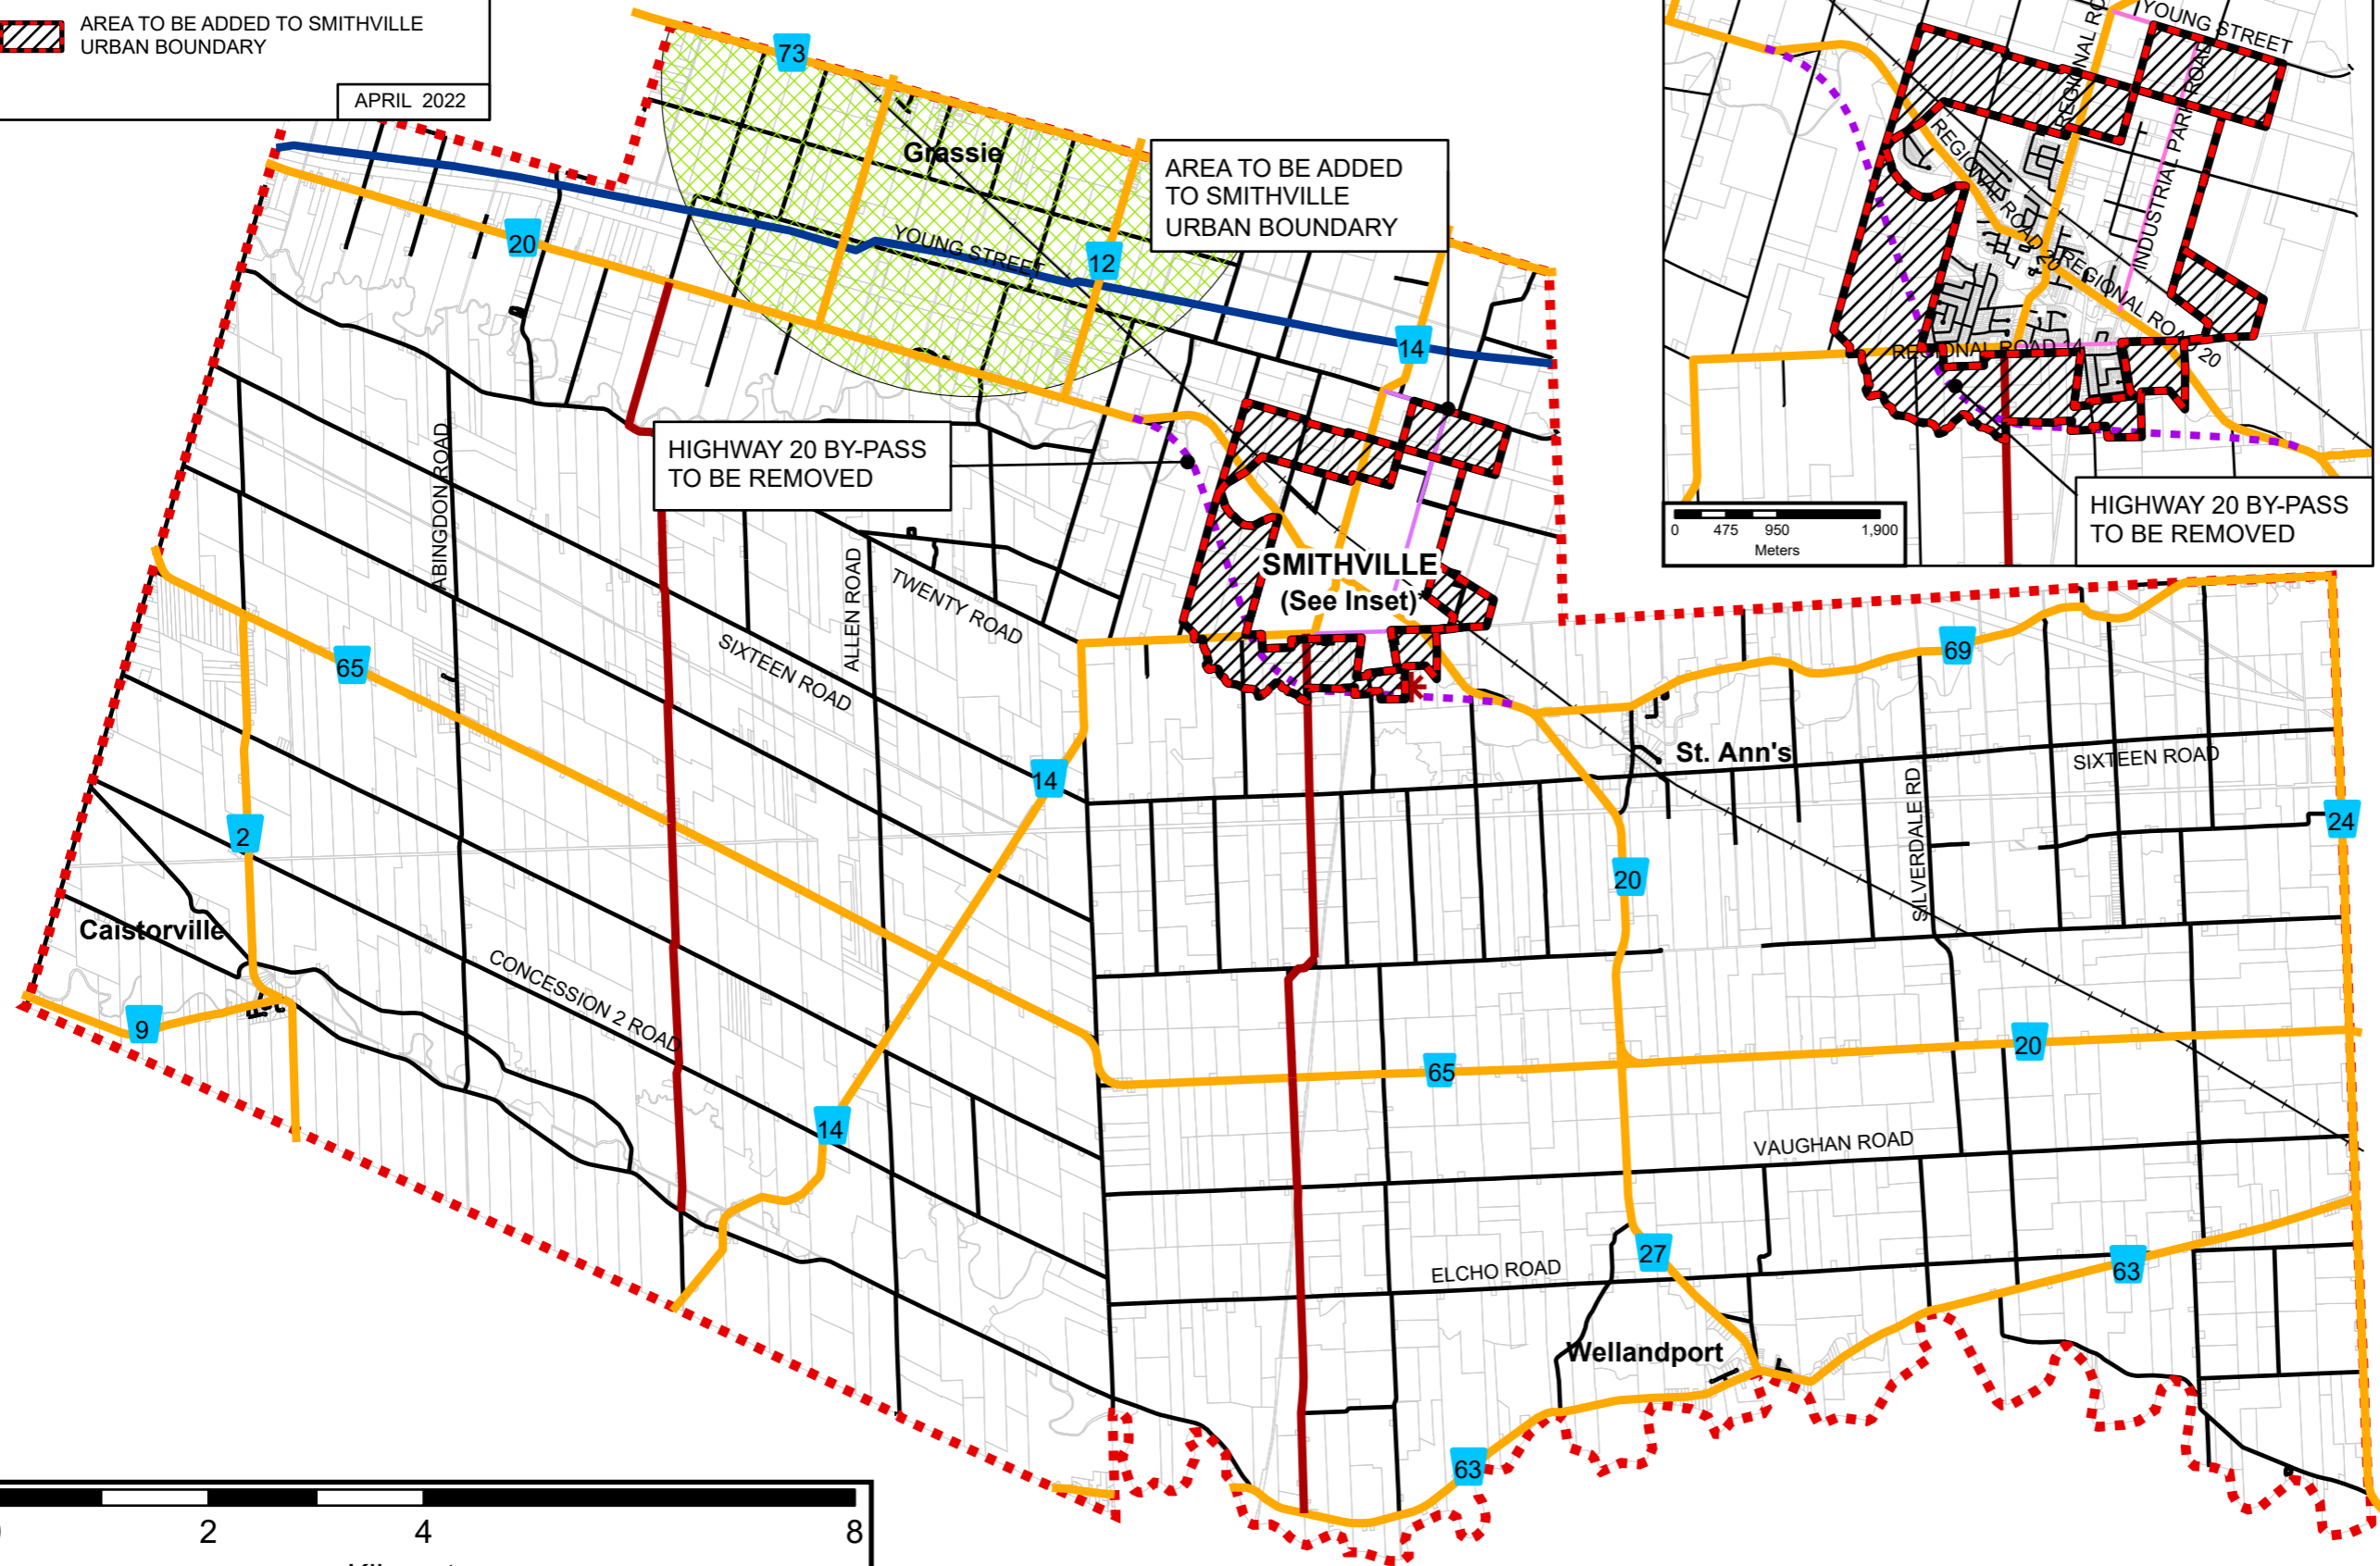 AREA TO BE ADDED TO SMITHVILLE
URBAN BOUNDARY
APRIL 2022
73
Grassie
20
YOUNG STREET
12
AREA TO BE ADDED
TO SMITHVILLE
URBAN BOUNDARY
14
HIGHWAY 20 BY-PASS
TO BE REMOVED
ABINGDON ROAD
ALLEN ROAD
TWENTY ROAD
SIXTEEN ROAD
SMITHVILLE
(See Inset)
65
14
2
Caistorville
9
CONCESSION 2 ROAD
14
69
St. Ann's
SIXTEEN ROAD
SILVERDALE RD
24
20
65
20
VAUGHAN ROAD
27
ELCHO ROAD
63
Wellandport
63
2
4
8
YOUNG STREET
REGIONAL RO
INDUSTRIAL PARK ROAD
REGIONAL ROAD 20
REGIONAL ROAD 20
REGIONAL ROAD 14
0
475
950
1,900
Meters
HIGHWAY 20 BY-PASS
TO BE REMOVED